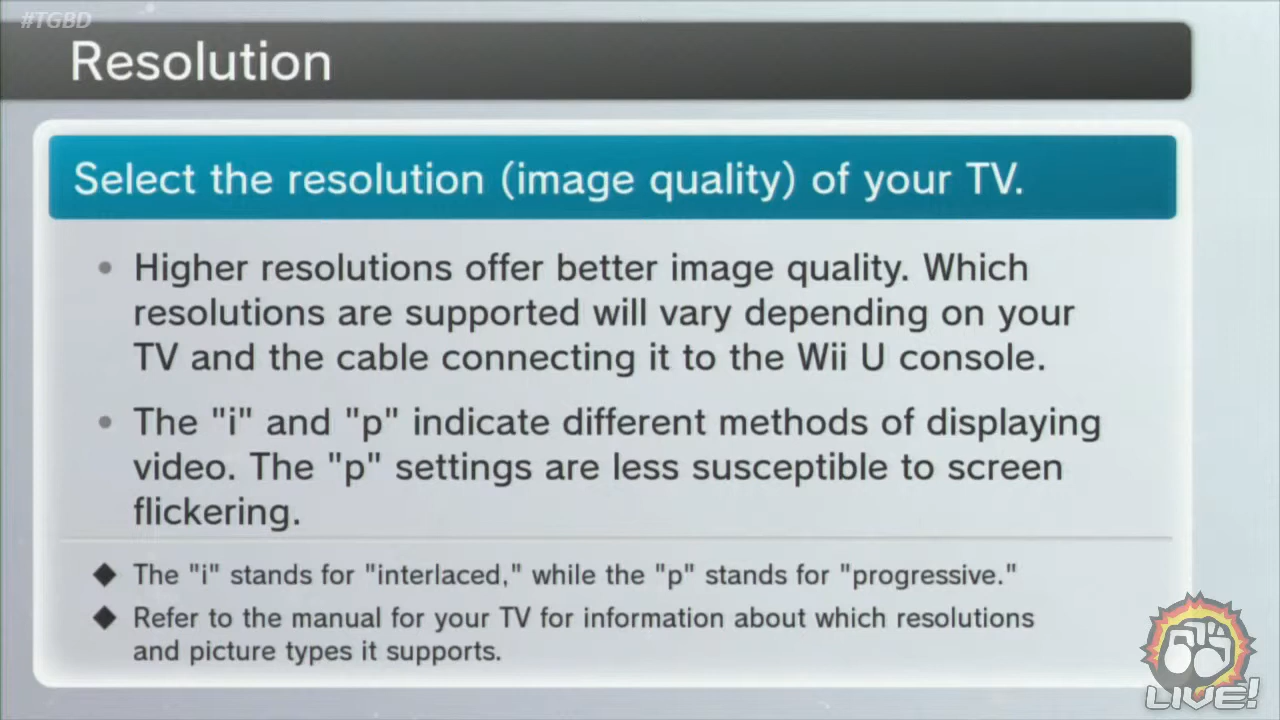 #TGBD
Resolution
Select the resolution (image quality) of your TV.
• Higher resolutions offer better image quality. Which
resolutions are supported will vary depending on your
TV and the cable connecting it to the Wii U console.
• The "i" and "p" indicate different methods of displaying
video. The "p" settings are less susceptible to screen
flickering.
◆ The "i" stands for "interlaced," while the "p" stands for "progressive."
◆ Refer to the manual for your TV for information about which resolutions
and picture types it supports.
LIVE!